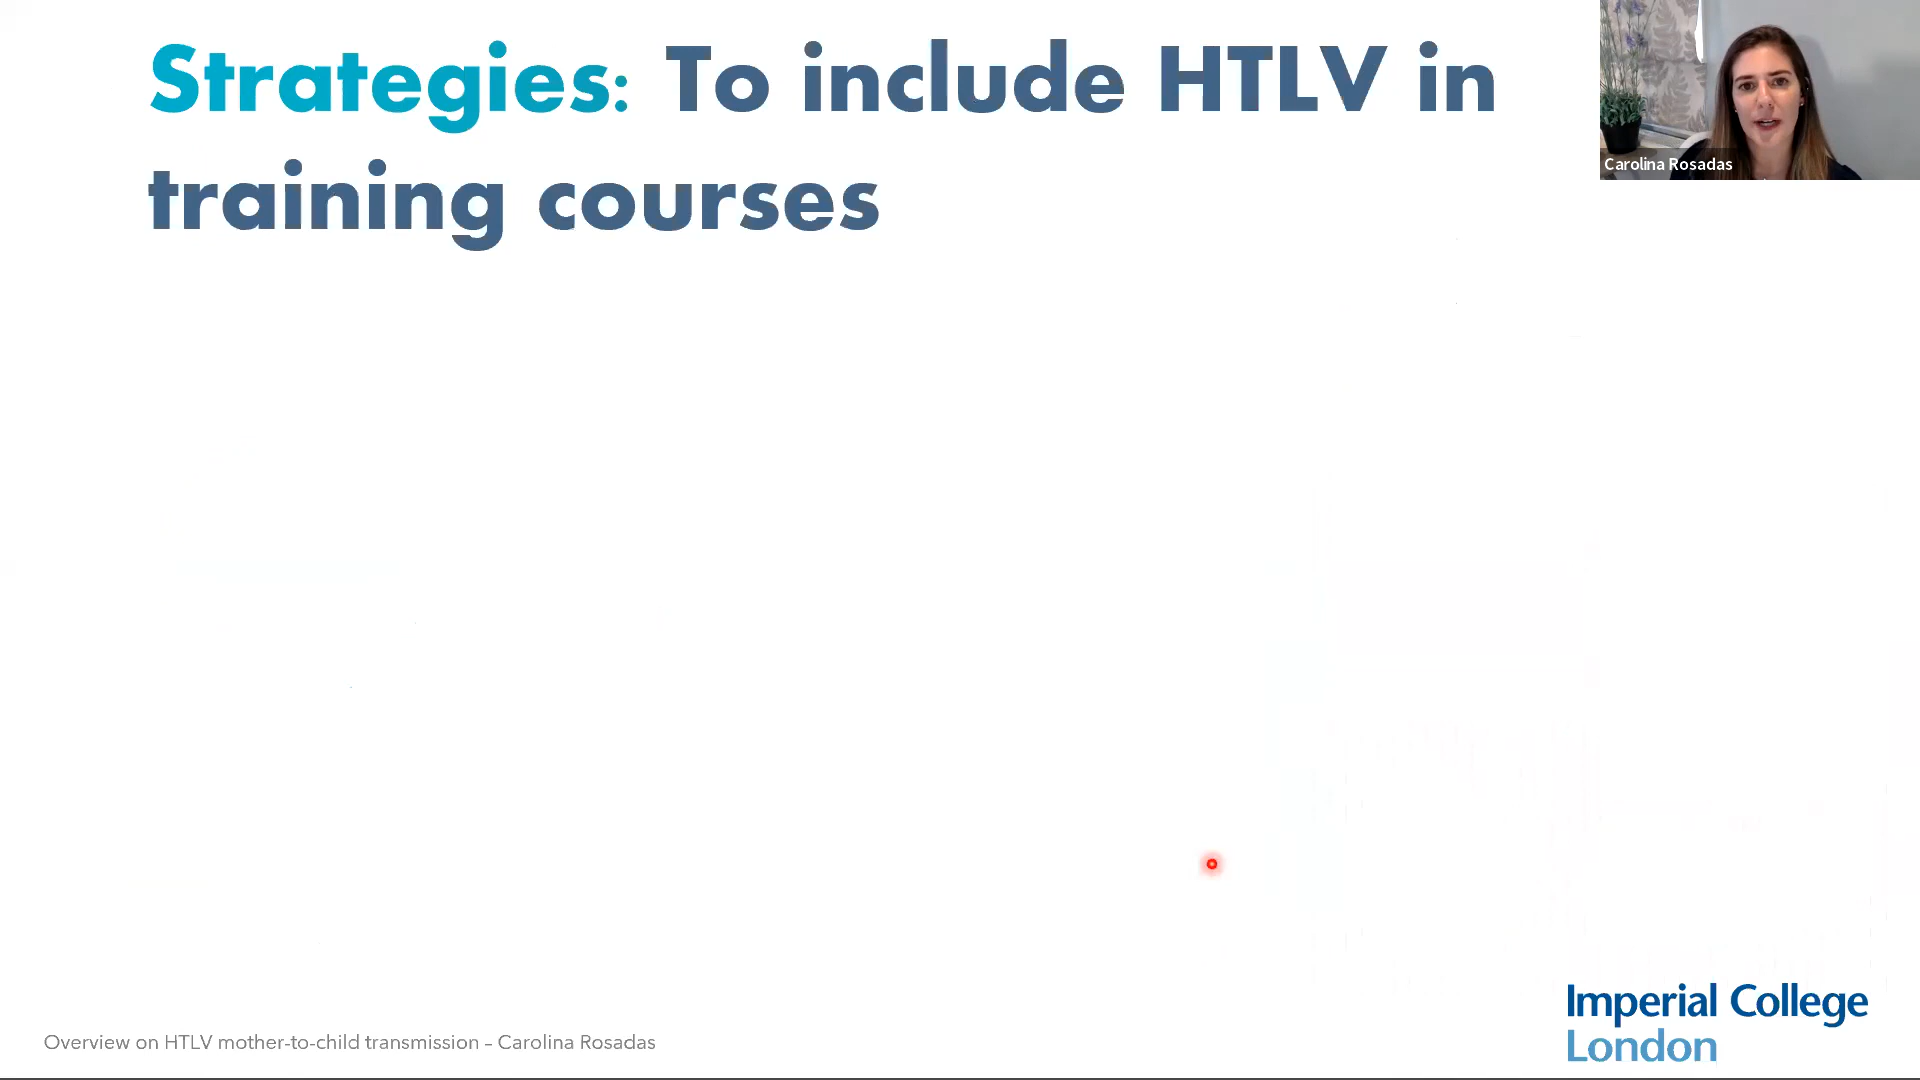 Strategies: To include HTLV in
training courses
Carolina Rosadas
Imperial College
London
Overview on HTLV mother-to-child transmission – Carolina Rosadas